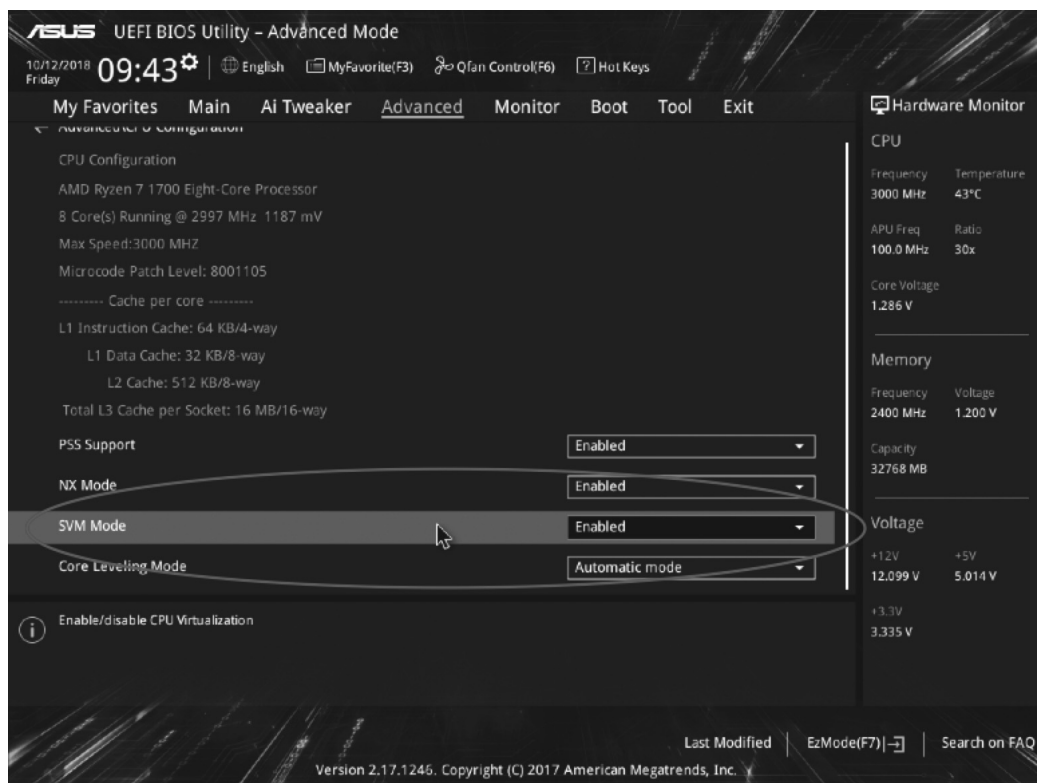 ASUS UEFI BIOS Utility – Advanced Mode
10/12/2018
Friday
09:43
English MyFavorite(F3) Qfan Control(F6) ? Hot Keys
My Favorites Main Ai Tweaker Advanced Monitor Boot Tool Exit
Advanced\CPU Configuration
CPU Configuration
AMD Ryzen 7 1700 Eight-Core Processor
8 Core(s) Running @ 2997 MHz 1187 mV
Max Speed:3000 MHZ
Microcode Patch Level: 8001105
--------- Cache per core ---------
L1 Instruction Cache: 64 KB/4-way
L1 Data Cache: 32 KB/8-way
L2 Cache: 512 KB/8-way
Total L3 Cache per Socket: 16 MB/16-way
PSS Support Enabled
NX Mode Enabled
SVM Mode Enabled
Core Leveling Mode Automatic mode
Enable/disable CPU Virtualization
Hardware Monitor
CPU
Frequency Temperature
3000 MHz 43°C
APU Freq Ratio
100.0 MHz 30x
Core Voltage
1.286 V
Memory
Frequency Voltage
2400 MHz 1.200 V
Capacity
32768 MB
Voltage
+12V +5V
12.099 V 5.014 V
+3.3V
3.335 V
Last Modified EzMode(F7) Search on FAQ
Version 2.17.1246. Copyright (C) 2017 American Megatrends, Inc.